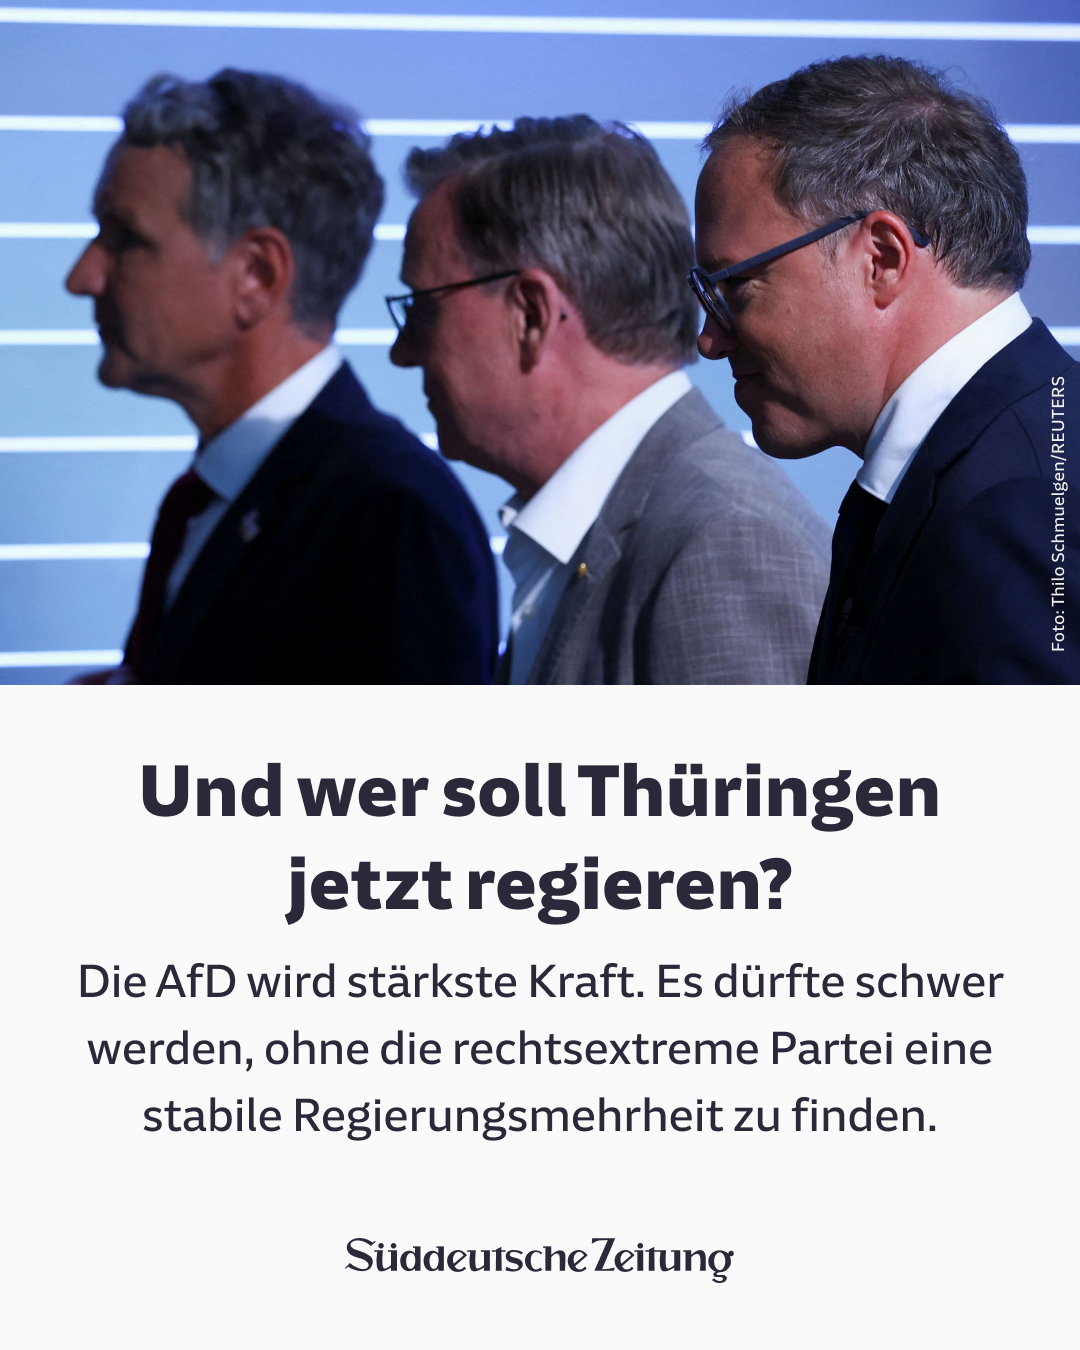 Foto: Thilo Schmuelgen/REUTERS
Und wer soll Thüringen
jetzt regieren?
Die AfD wird stärkste Kraft. Es dürfte schwer
werden, ohne die rechtsextreme Partei eine
stabile Regierungsmehrheit zu finden.
Süddeutsche Zeitung